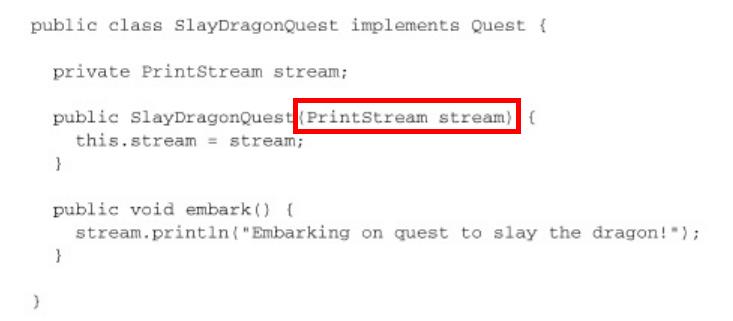 public class SlayDragonQuest implements Quest {
private PrintStream stream;
public SlayDragonQuest(PrintStream stream) {
this.stream = stream;
}
public void embark() {
stream.println("Embarking on quest to slay the dragon!");
}
}